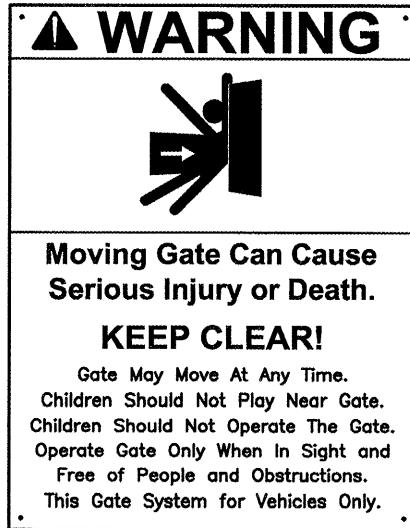 WARNING
Moving Gate Can Cause
Serious Injury or Death.
KEEP CLEAR!
Gate May Move At Any Time.
Children Should Not Play Near Gate.
Children Should Not Operate The Gate.
Operate Gate Only When In Sight and
Free of People and Obstructions.
This Gate System for Vehicles Only.